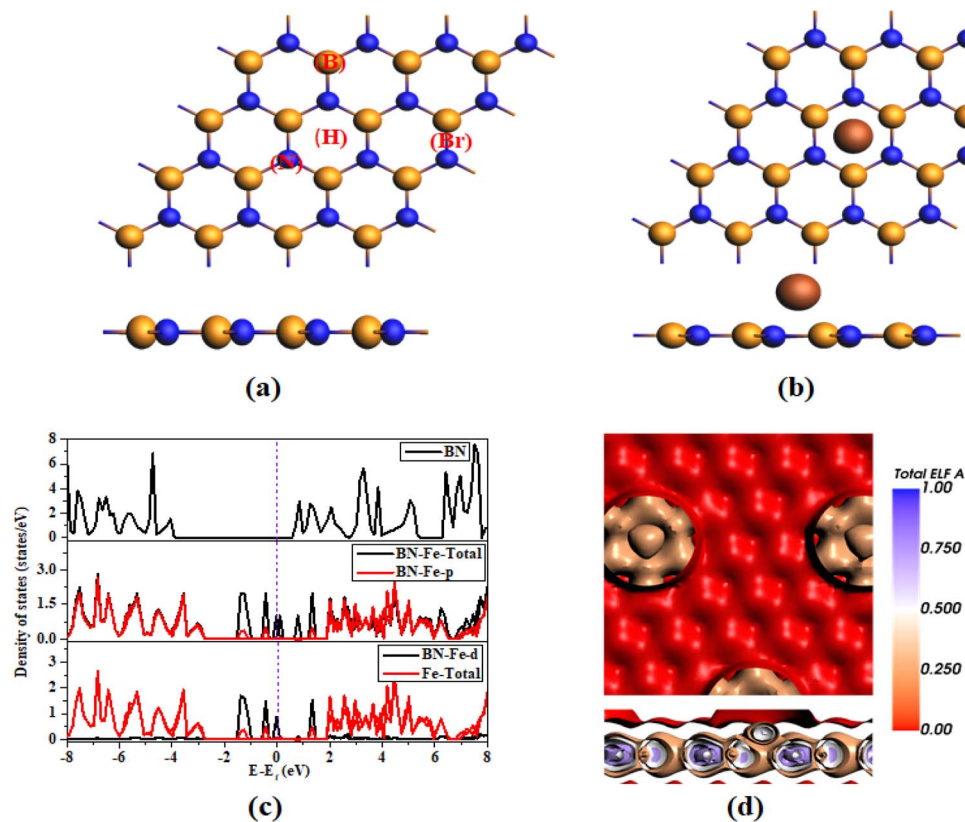 (B)
(H)
(Br)
(N)
(a)
(b)
8
6
4
2
0
BN
3.0
1.5
0.0
BN-Fe-Total
BN-Fe-p
2
1
0
BN-Fe-d
Fe-Total
Density of states (states/eV)
-8 -6 -4 -2 0 2 4 6 8
E-Ef (eV)
(c)
Total ELF A
1.00
0.750
0.500
0.250
0.00
(d)